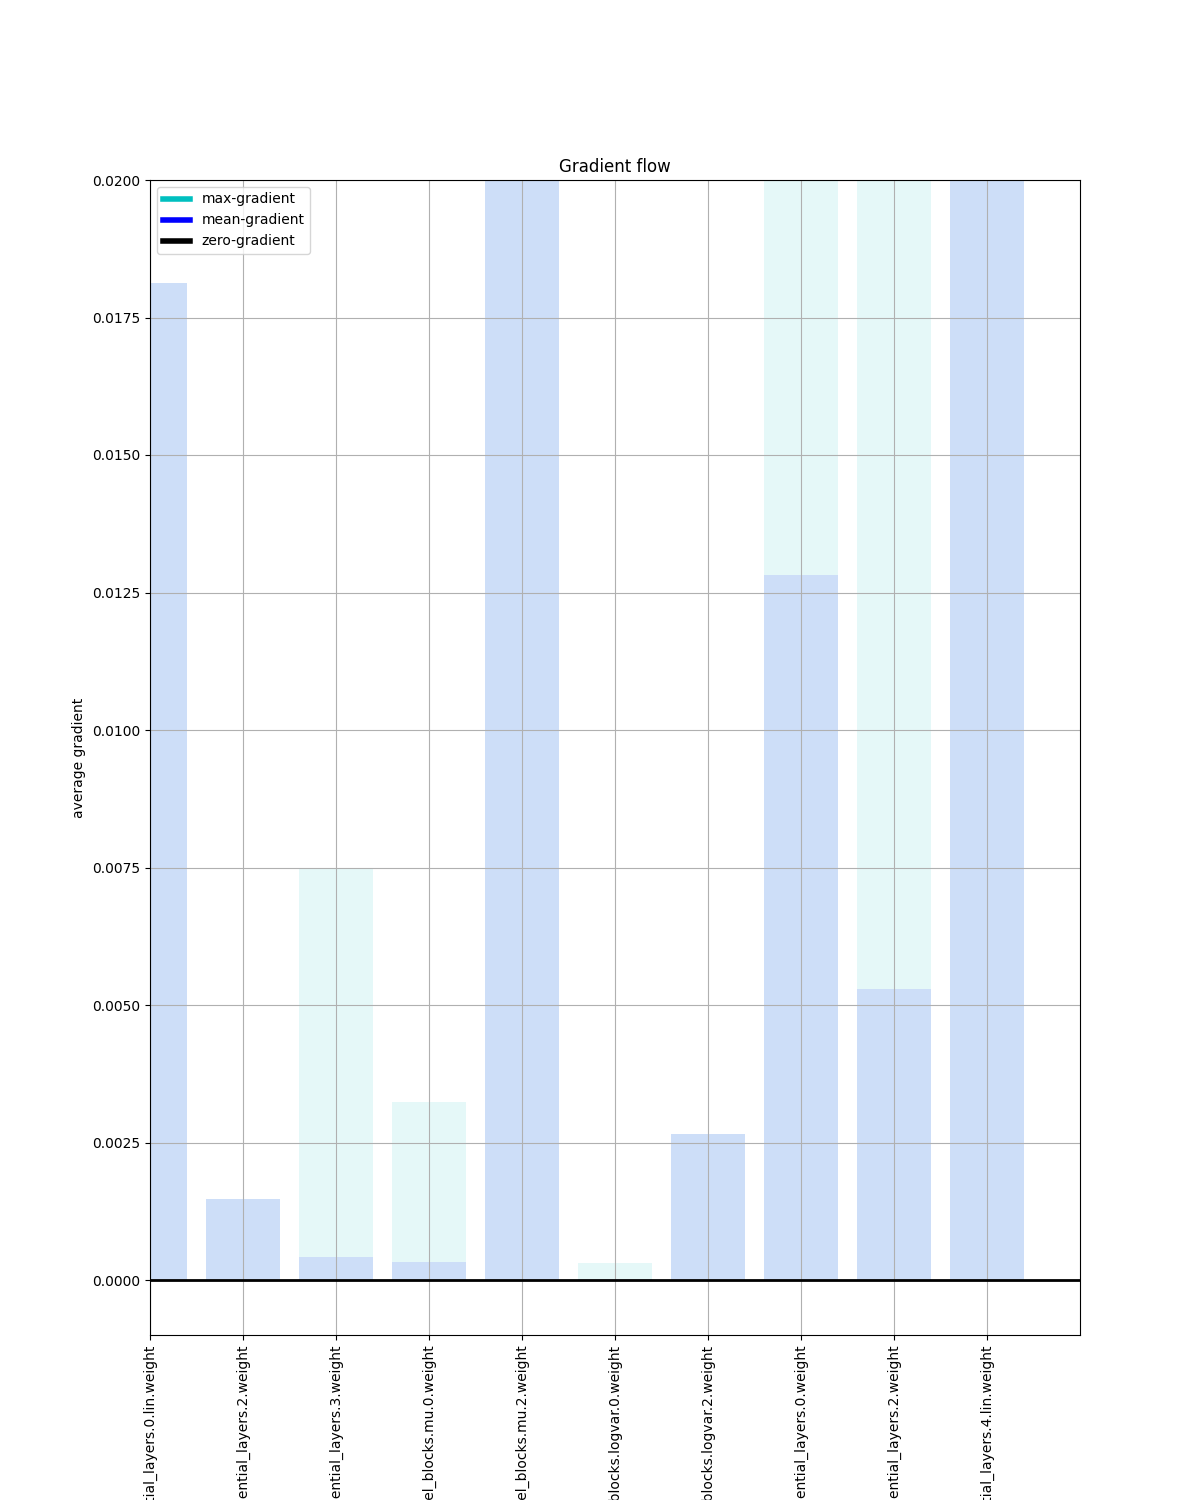 Gradient flow
max-gradient
mean-gradient
zero-gradient
0.0200
0.0175
0.0150
0.0125
0.0100
0.0075
0.0050
0.0025
0.0000
average gradient
tial_layers.0.lin.weight
ential_layers.2.weight
ential_layers.3.weight
el_blocks.mu.0.weight
el_blocks.mu.2.weight
blocks.logvar.0.weight
blocks.logvar.2.weight
ential_layers.0.weight
ential_layers.2.weight
tial_layers.4.lin.weight